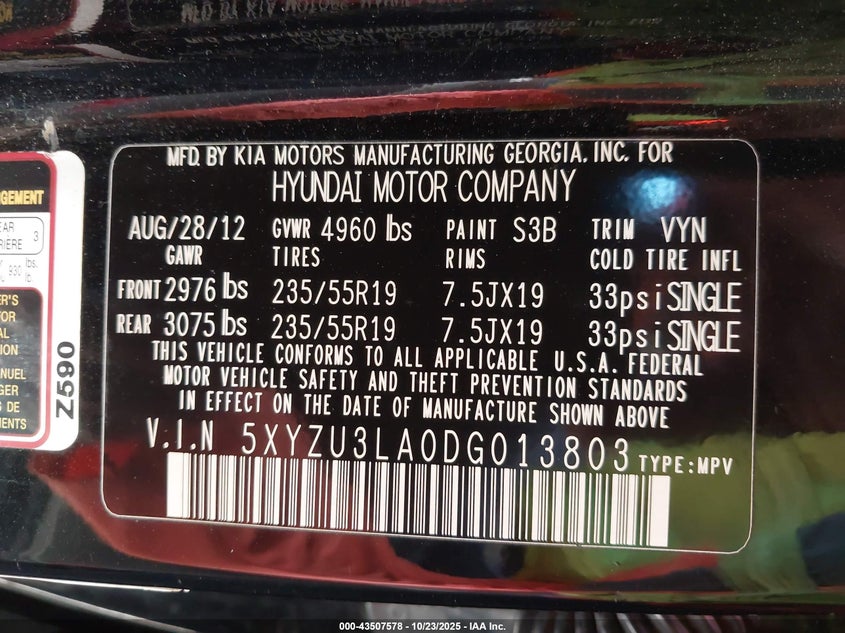 MFD. BY KIA MOTORS MANUFACTURING GEORGIA, INC. FOR
HYUNDAI MOTOR COMPANY
AUG/28/12 GVWR 4960 lbs PAINT S3B TRIM VYN
GAWR TIRES RIMS COLD TIRE INFL
FRONT 2976 lbs 235/55R19 7.5JX19 33psi SINGLE
REAR 3075 lbs 235/55R19 7.5JX19 33psi SINGLE
THIS VEHICLE CONFORMS TO ALL APPLICABLE U.S.A. FEDERAL
MOTOR VEHICLE SAFETY AND THEFT PREVENTION STANDARDS
IN EFFECT ON THE DATE OF MANUFACTURE SHOWN ABOVE
V.I.N 5XYZU3LA0DG013803 TYPE:MPV
3
930 lbs.
Z590
000-43507578 - 10/23/2025 - IAA Inc.